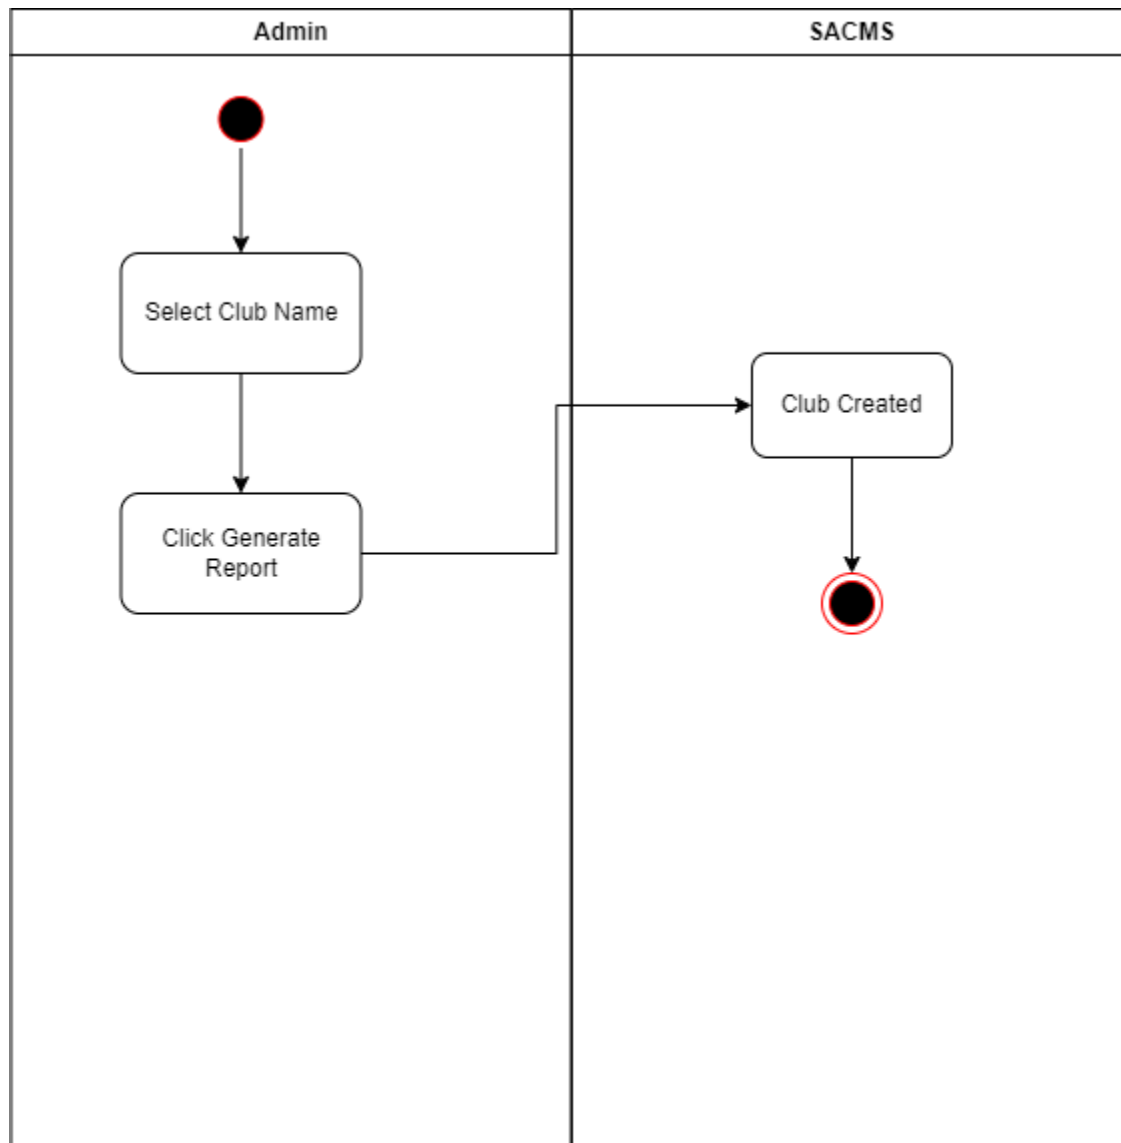 Admin
SACMS
Select Club Name
Club Created
Click Generate
Report